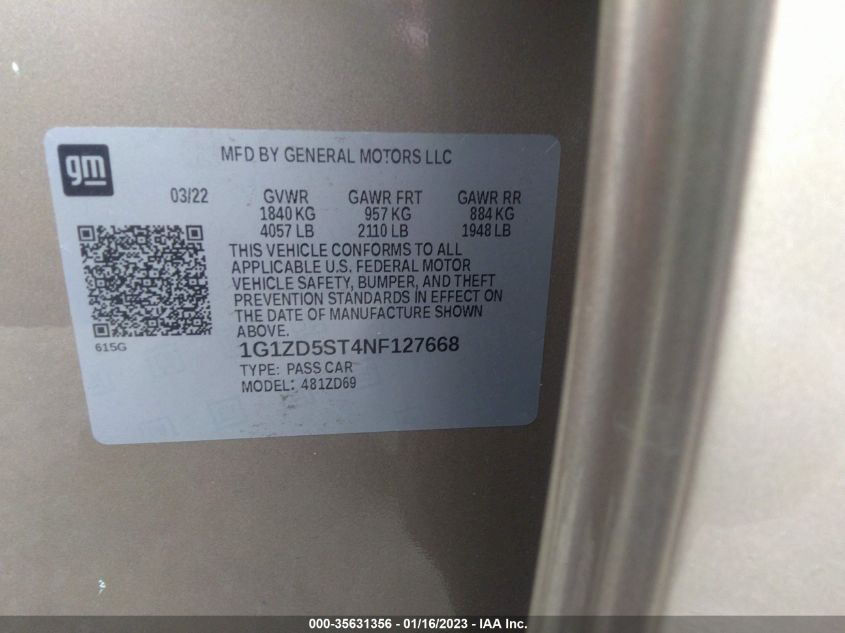 gm
MFD BY GENERAL MOTORS LLC
03/22 GVWR GAWR FRT GAWR RR
1840 KG 957 KG 884 KG
4057 LB 2110 LB 1948 LB
THIS VEHICLE CONFORMS TO ALL
APPLICABLE U.S. FEDERAL MOTOR
VEHICLE SAFETY, BUMPER, AND THEFT
PREVENTION STANDARDS IN EFFECT ON
THE DATE OF MANUFACTURE SHOWN
ABOVE.
615G
1G1ZD5ST4NF127668
TYPE: PASS CAR
MODEL: 481ZD69
000-35631356 - 01/16/2023 - IAA Inc.